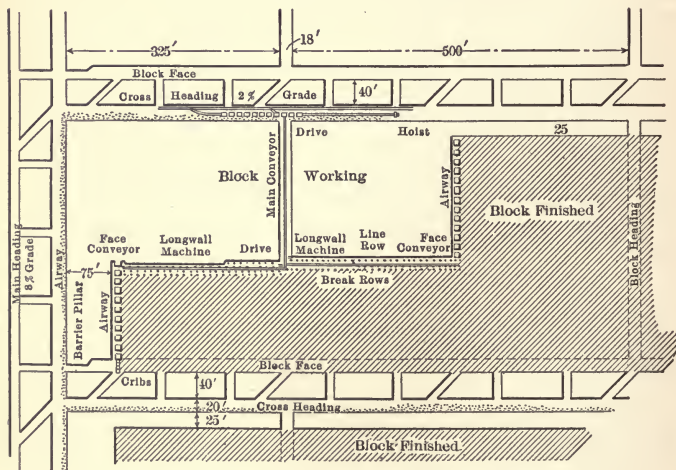 325'
18'
500'
Block Face
Cross Heading 2% Grade
40'
Drive
Hoist
25
Block
Main Conveyor
Working
Airway
Block Finished
Block Heading
Main Heading
8% Grade
Airway
Face
Conveyor
Longwall
Machine
Drive
Longwall
Machine
Line
Row
Face
Conveyor
75'
Barrier Pillar
Airway
Break Rows
Block Face
Cribs
40'
20'
Cross Heading
25'
Block Finished